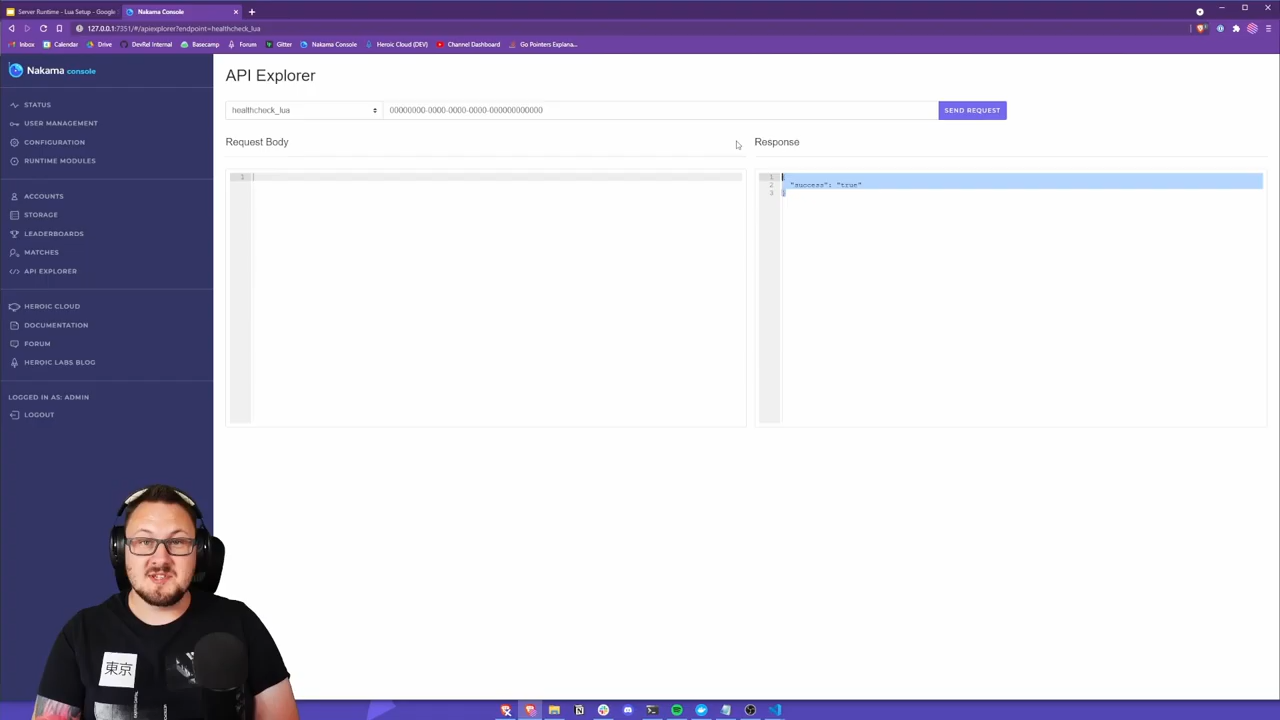 Server Runtime - Lua Setup - Google
Nakama Console
127.0.0.1:7351/#/apiexplorer?endpoint=healthcheck_lua
Inbox
Calendar
Drive
DevRel Internal
Basecamp
Forum
Gitter
Nakama Console
Heroic Cloud (DEV)
Channel Dashboard
Go Pointers Explana...
Nakama console
STATUS
USER MANAGEMENT
CONFIGURATION
RUNTIME MODULES
ACCOUNTS
STORAGE
LEADERBOARDS
MATCHES
API EXPLORER
HEROIC CLOUD
DOCUMENTATION
FORUM
HEROIC LABS BLOG
LOGGED IN AS: ADMIN
LOGOUT
API Explorer
healthcheck_lua
00000000-0000-0000-0000-000000000000
SEND REQUEST
Request Body
1
Response
1 {
2 "success": "true"
3 }
東京